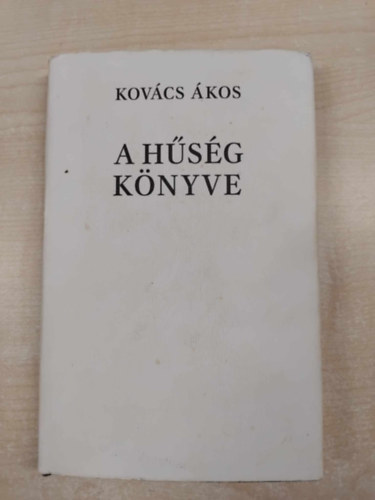 KOVÁCS ÁKOS
A HŰSÉG
KÖNYVE